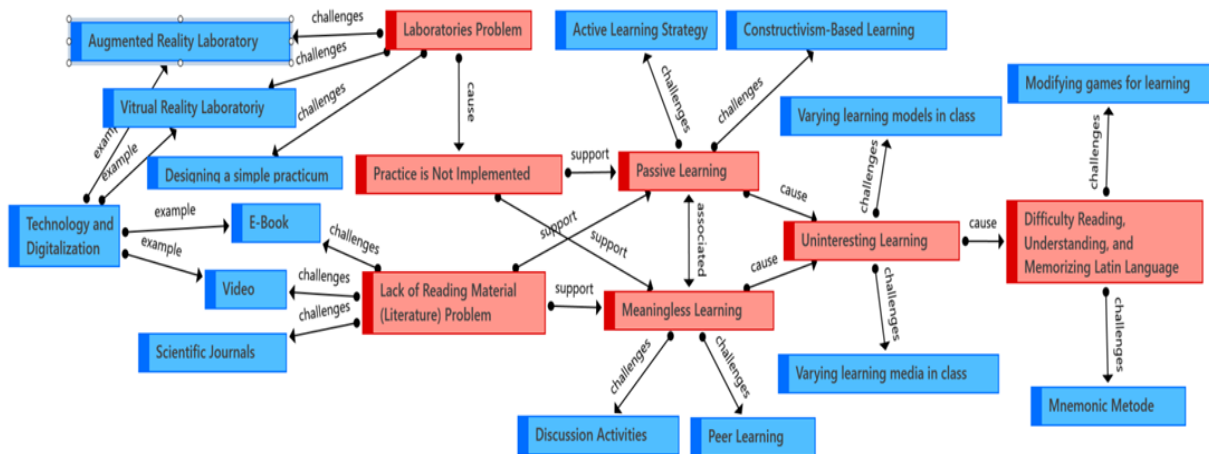 challenges
Laboratories Problem
Active Learning Strategy
Constructivism-Based Learning
Augmented Reality Laboratory
challenges
challenges
challenges
Modifying games for learning
Vitrual Reality Laboratoriy
cause
challenges
Varying learning models in class
example
example
challenges
challenges
Designing a simple practicum
Practice is Not Implemented
support
Passive Learning
cause
Technology and
Digitalization
example
E-Book
challenges
support
support
associated
Uninteresting Learning
cause
Difficulty Reading,
Understanding, and
Memorizing Latin Language
example
Video
challenges
Lack of Reading Material
(Literature) Problem
support
Meaningless Learning
cause
challenges
challenges
challenges
Scientific Journals
challenges
challenges
Varying learning media in class
Mnemonic Metode
Discussion Activities
Peer Learning